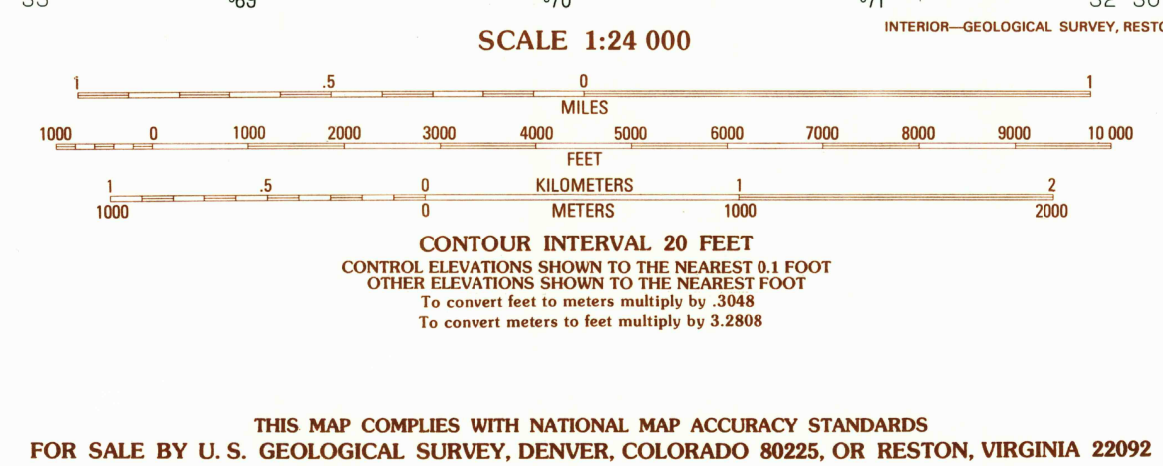 SCALE 1:24 000
INTERIOR—GEOLOGICAL SURVEY,
1 .5 0 1
MILES
1000 0 1000 2000 3000 4000 5000 6000 7000 8000 9000 10 000
FEET
1 .5 0 KILOMETERS 1 2
1000 0 METERS 1000 2000
CONTOUR INTERVAL 20 FEET
CONTROL ELEVATIONS SHOWN TO THE NEAREST 0.1 FOOT
OTHER ELEVATIONS SHOWN TO THE NEAREST FOOT
To convert feet to meters multiply by .3048
To convert meters to feet multiply by 3.2808
THIS MAP COMPLIES WITH NATIONAL MAP ACCURACY STANDARDS
FOR SALE BY U. S. GEOLOGICAL SURVEY, DENVER, COLORADO 80225, OR RESTON, VIRGINIA 22092